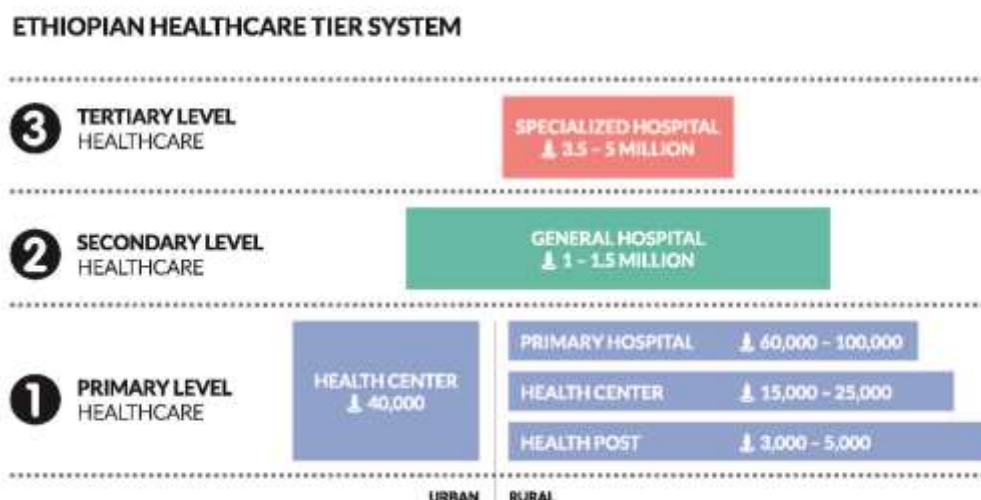 ETHIOPIAN HEALTHCARE TIER SYSTEM
3 TERTIARY LEVEL
HEALTHCARE
SPECIALIZED HOSPITAL
3.5 – 5 MILLION
2 SECONDARY LEVEL
HEALTHCARE
GENERAL HOSPITAL
1 – 1.5 MILLION
1 PRIMARY LEVEL
HEALTHCARE
HEALTH CENTER
40,000
PRIMARY HOSPITAL 60,000 – 100,000
HEALTH CENTER 15,000 – 25,000
HEALTH POST 3,000 – 5,000
URBAN RURAL